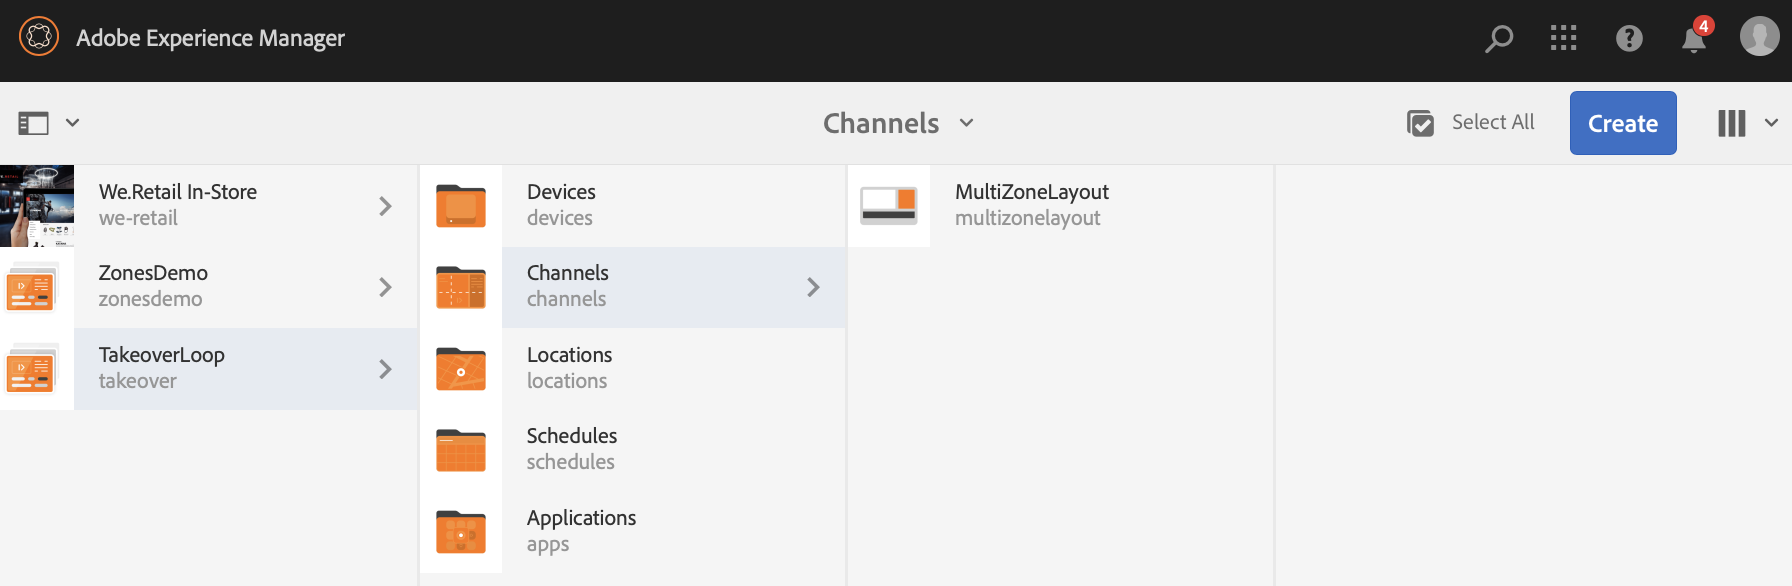 Adobe Experience Manager
4
Channels
Select All
Create
We.Retail In-Store
we-retail
ZonesDemo
zonesdemo
TakeoverLoop
takeover
Devices
devices
Channels
channels
Locations
locations
Schedules
schedules
Applications
apps
MultiZoneLayout
multizonelayout